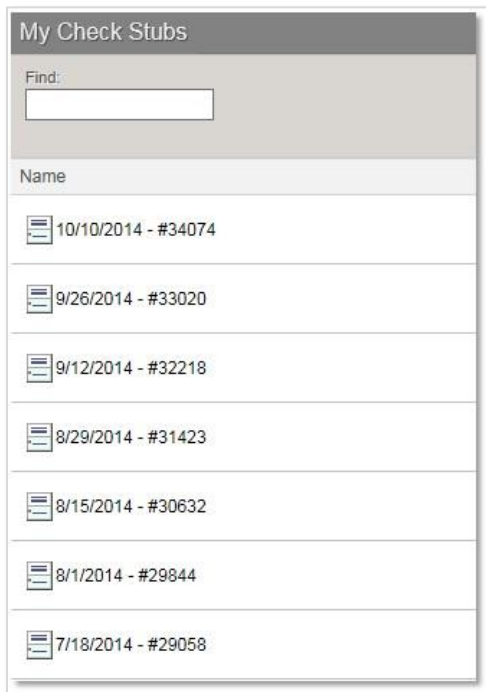 My Check Stubs
Find:
Name
10/10/2014 - #34074
9/26/2014 - #33020
9/12/2014 - #32218
8/29/2014 - #31423
8/15/2014 - #30632
8/1/2014 - #29844
7/18/2014 - #29058